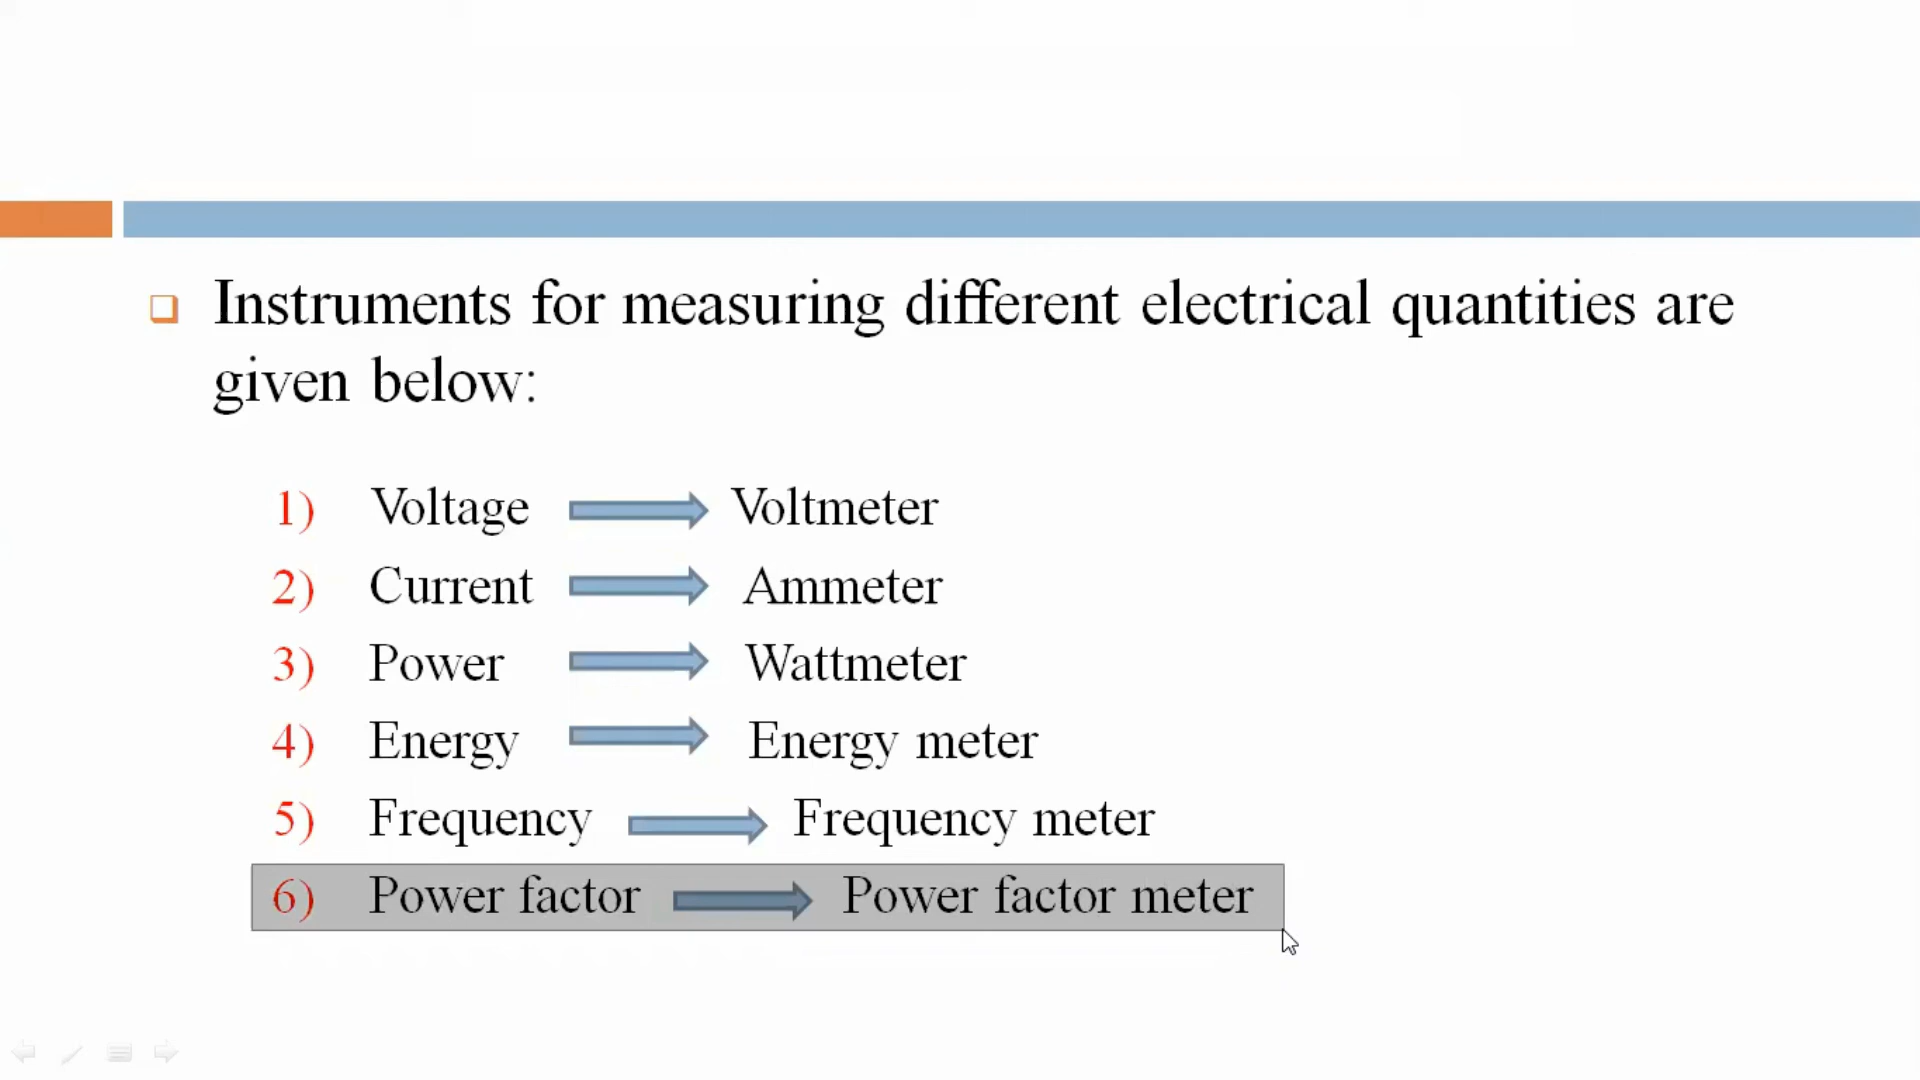 Instruments for measuring different electrical quantities are
given below:
1) Voltage Voltmeter
2) Current Ammeter
3) Power Wattmeter
4) Energy Energy meter
5) Frequency Frequency meter
6) Power factor Power factor meter